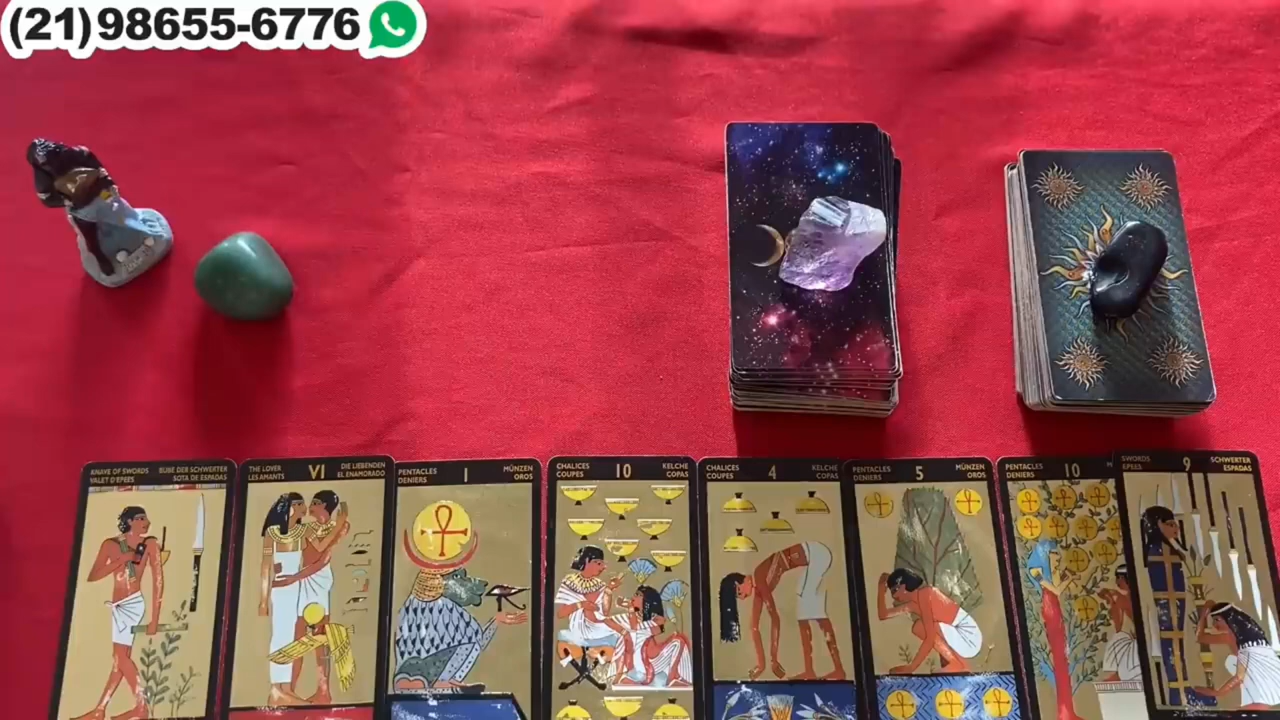 (21)98655-6776
KNAVE OF SWORDS BUBE DER SCHWERTER
VALET D'EPEES SOTA DE ESPADAS
THE LOVER VI DIE LIEBENDEN
LES AMANTS EL ENAMORADO
PENTACLES 1 MÜNZEN
DENIERS OROS
CHALICES 10 KELCHE
COUPES COPAS
CHALICES 4 KELCHE
COUPES COPAS
PENTACLES 5 MÜNZEN
DENIERS OROS
PENTACLES 10
DENIERS
SWORDS 9 SCHWERTER
EPEES ESPADAS